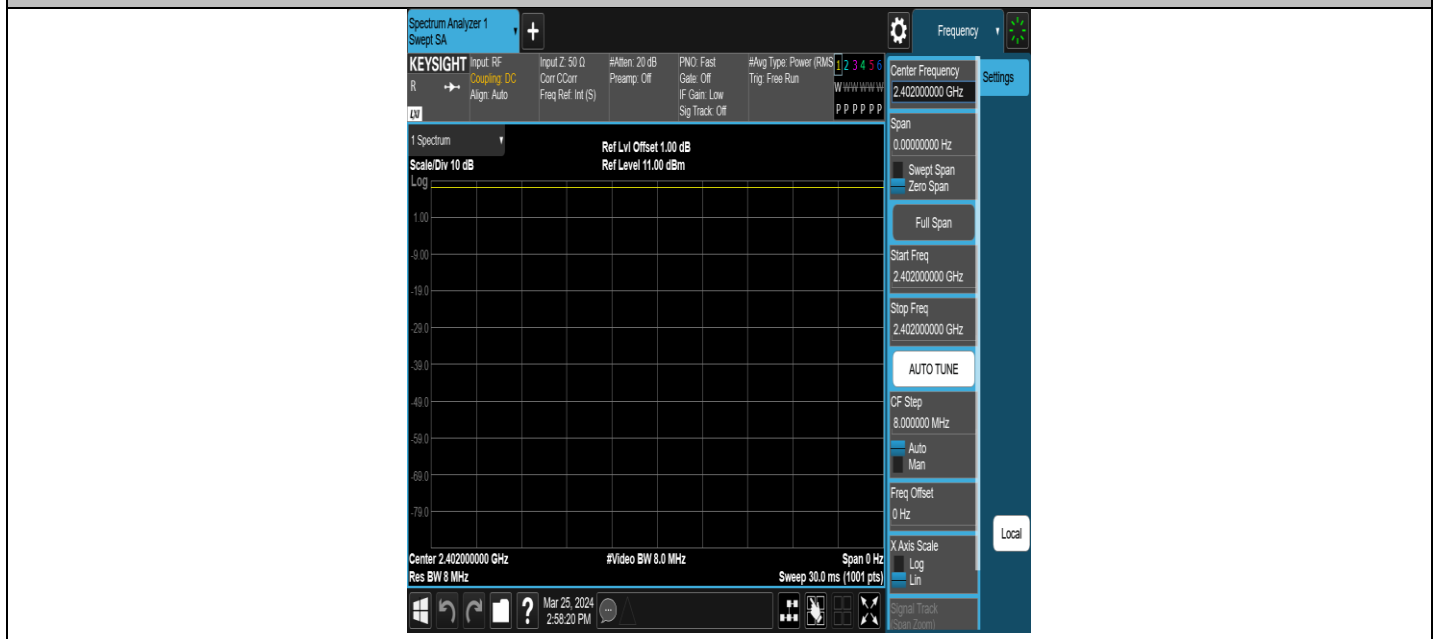 Spectrum Analyzer 1
Swept SA
+
Frequency
KEYSIGHT
R
LXI
Input: RF
Coupling: DC
Align: Auto
Input Z: 50 Ω
Corr CCorr
Freq Ref: Int (S)
#Atten: 20 dB
Preamp: Off
PNO: Fast
Gate: Off
IF Gain: Low
Sig Track: Off
#Avg Type: Power (RMS
Trig: Free Run
1 2 3 4 5 6
W W W W W W
P P P P P P
1 Spectrum
Scale/Div 10 dB
Ref Lvl Offset 1.00 dB
Ref Level 11.00 dBm
Log
1.00
-9.00
-19.0
-29.0
-39.0
-49.0
-59.0
-69.0
-79.0
Center 2.402000000 GHz
#Video BW 8.0 MHz
Span 0 Hz
Res BW 8 MHz
Sweep 30.0 ms (1001 pts)
Center Frequency
2.402000000 GHz
Settings
Span
0.00000000 Hz
Swept Span
Zero Span
Full Span
Start Freq
2.402000000 GHz
Stop Freq
2.402000000 GHz
AUTO TUNE
CF Step
8.000000 MHz
Auto
Man
Freq Offset
0 Hz
X Axis Scale
Log
Lin
Local
Signal Track
(Span Zoom)
?
Mar 25, 2024
2:58:20 PM